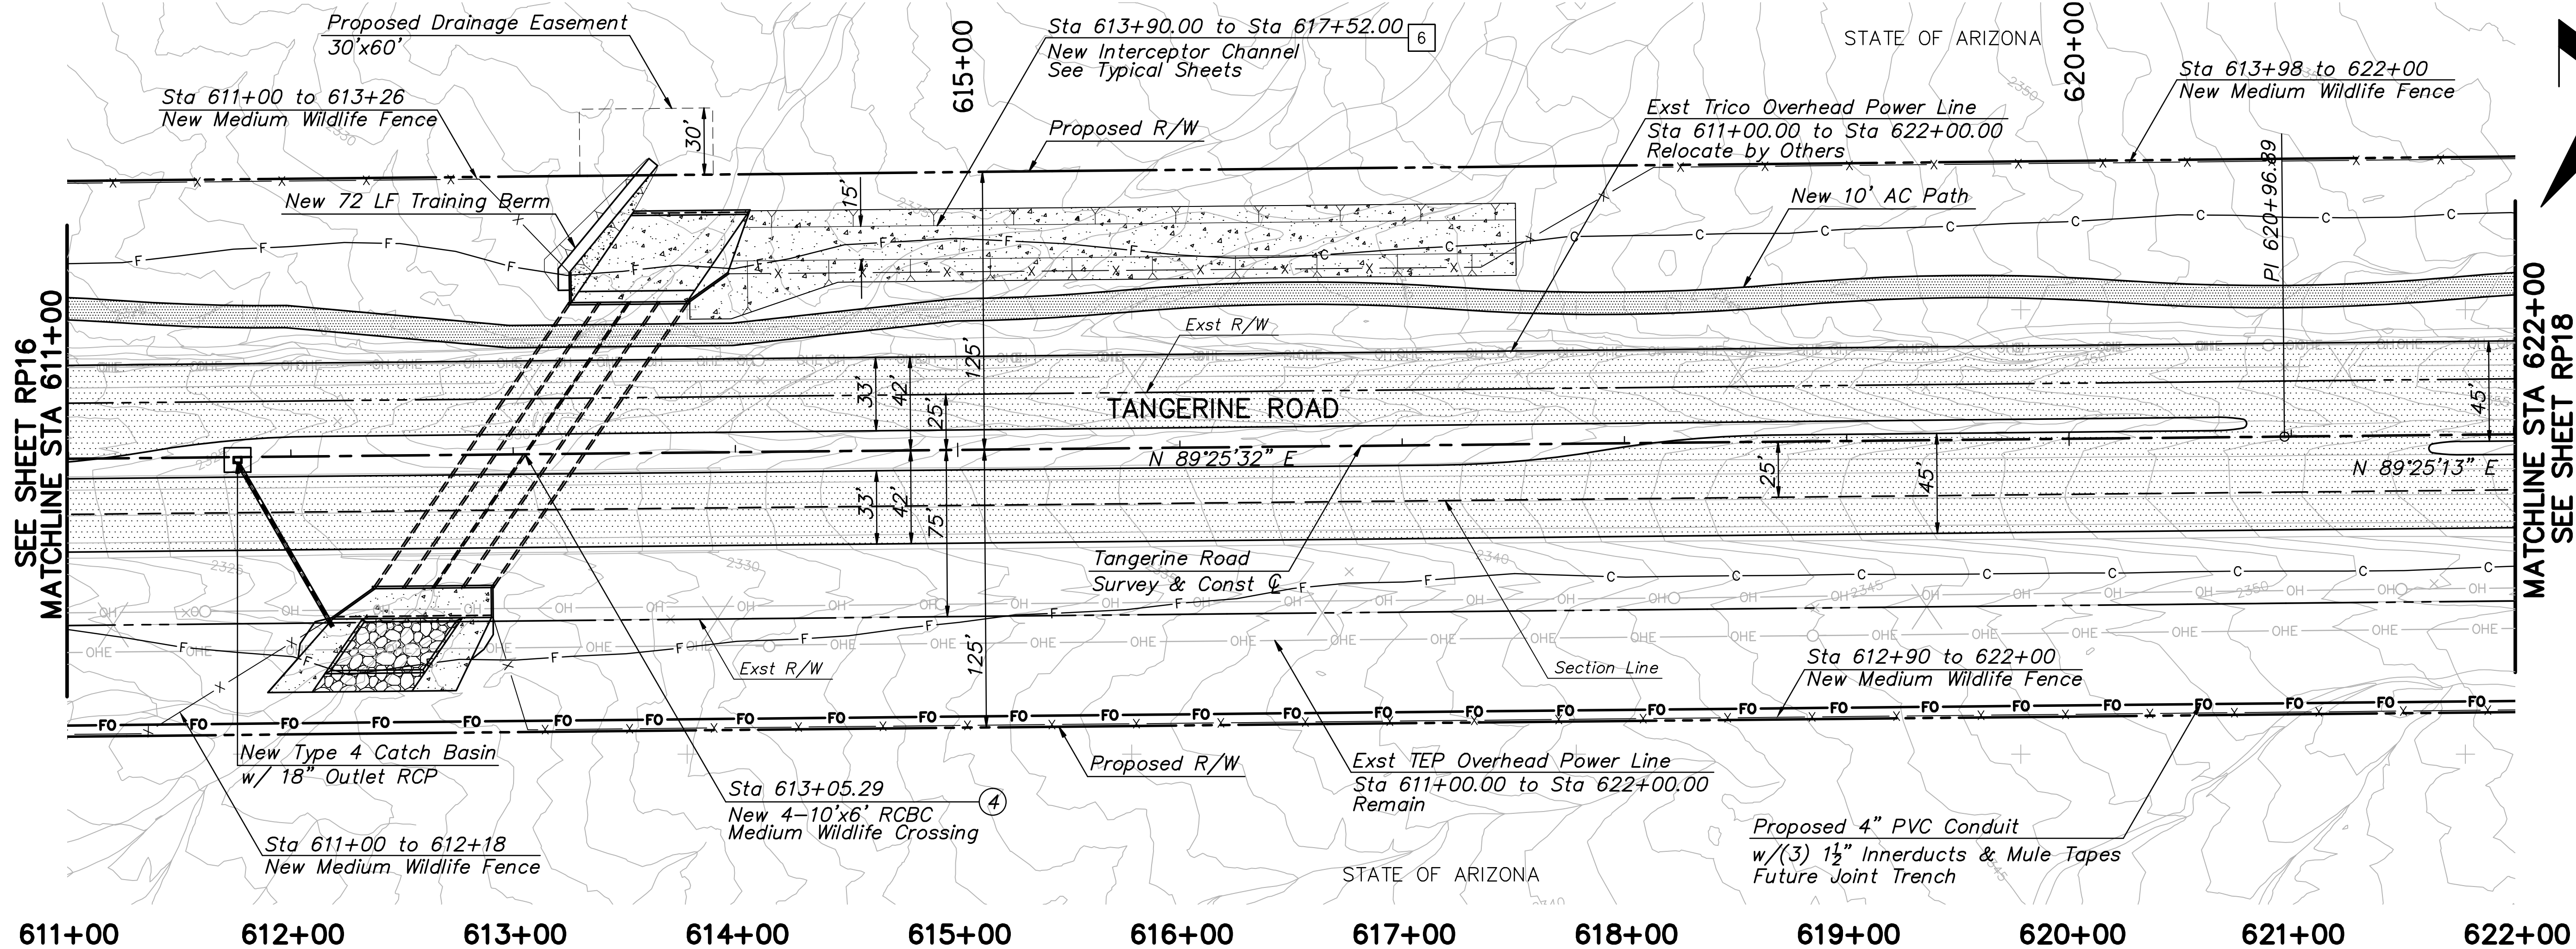 Proposed Drainage Easement
30'x60'
Sta 611+00 to 613+26
New Medium Wildlife Fence
New 72 LF Training Berm
30'
615+00
Sta 613+90.00 to Sta 617+52.00
6
New Interceptor Channel
See Typical Sheets
Proposed R/W
15'
STATE OF ARIZONA
620+00
Exst Trico Overhead Power Line
Sta 611+00.00 to Sta 622+00.00
Relocate by Others
Sta 613+98 to 622+00
New Medium Wildlife Fence
New 10' AC Path
PI 620+96.89
2330
2350
Exst R/W
TANGERINE ROAD
33'
42'
25'
125'
45'
N 89°25'32" E
N 89°25'13" E
33'
42'
75'
125'
25'
45'
SEE SHEET RP16
MATCHLINE STA 611+00
MATCHLINE STA 622+00
SEE SHEET RP18
Tangerine Road
Survey & Const ℄
2325
2330
2340
2345
2350
Exst R/W
Section Line
Sta 612+90 to 622+00
New Medium Wildlife Fence
New Type 4 Catch Basin
w/ 18" Outlet RCP
Sta 611+00 to 612+18
New Medium Wildlife Fence
Sta 613+05.29
4
New 4-10'x6' RCBC
Medium Wildlife Crossing
Proposed R/W
Exst TEP Overhead Power Line
Sta 611+00.00 to Sta 622+00.00
Remain
STATE OF ARIZONA
Proposed 4" PVC Conduit
w/(3) 1½" Innerducts & Mule Tapes
Future Joint Trench
611+00 612+00 613+00 614+00 615+00 616+00 617+00 618+00 619+00 620+00 621+00 622+00